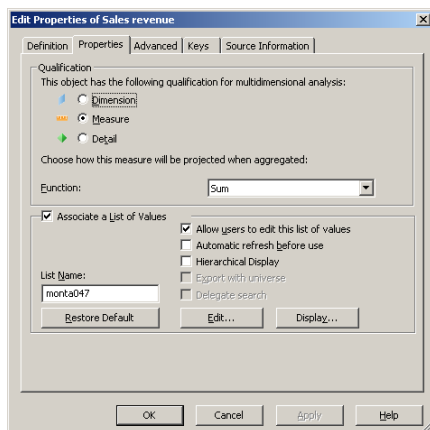 Edit Properties of Sales revenue
Definition Properties Advanced Keys Source Information
Qualification
This object has the following qualification for multidimensional analysis:
Dimension
Measure
Detail
Choose how this measure will be projected when aggregated:
Function: Sum
Associate a List of Values
Allow users to edit this list of values
Automatic refresh before use
Hierarchical Display
List Name: Export with universe
monta047 Delegate search
Restore Default Edit... Display...
OK Cancel Apply Help